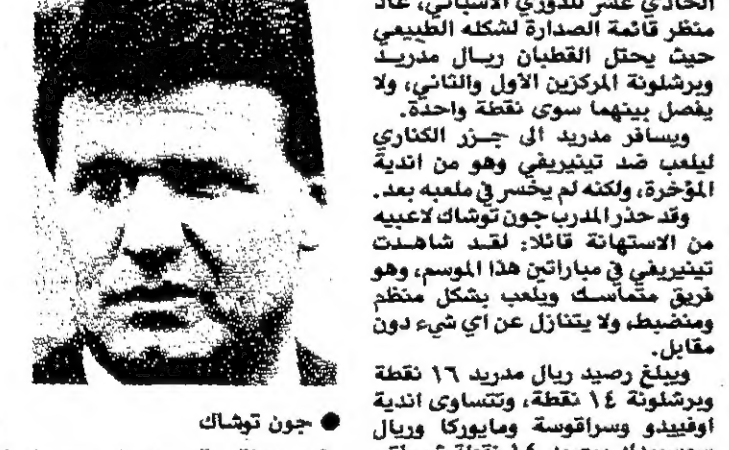 الحادي عشر للدوري الاسباني، عاد
منظر قائمة الصدارة لشكله الطبيعي
حيث يحتل القطبان ريال مدريد
وبرشلونة المركزين الاول والثاني، ولا
يفصل بينهما سوى نقطة واحدة.
ويسافر مدريد الى جزر الكناري
ليلعب ضد تينيريفي وهو من اندية
المؤخرة، ولكنه لم يخسر في ملعبه بعد.
وقد حذر المدرب جون توشاك لاعبيه
من الاستهانة قائلا: لقد شاهدت
تينيريفي في مباراتين هذا الموسم، وهو
فريق متماسك ويلعب بشكل منظم
ومنضبط، ولا يتنازل عن أي شيء دون
مقابل.
ويبلغ رصيد ريال مدريد ١٦ نقطة
وبرشلونة ١٤ نقطة، وتتساوى اندية
اوفييدو وسراقوسة ومايوركا وريال
● جون توشاك